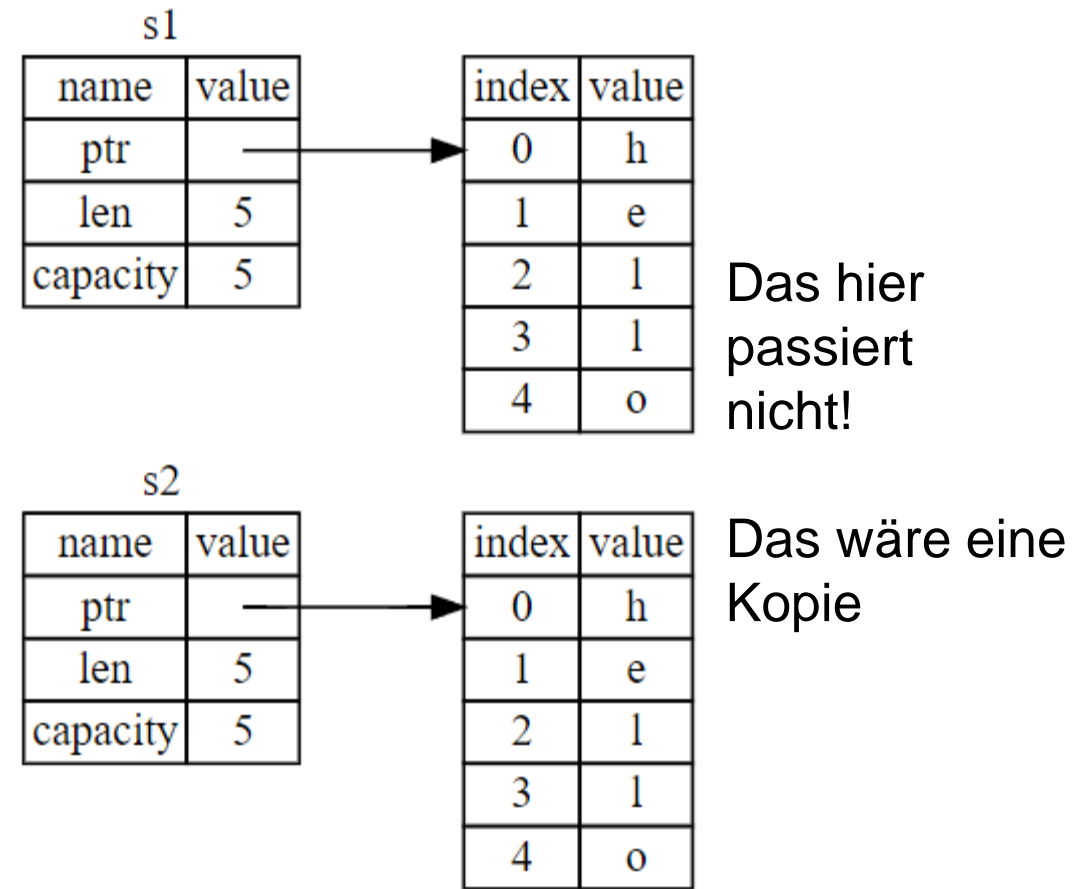 s1
name value
ptr
len 5
capacity 5
index value
0 h
1 e
2 l
3 l
4 o
Das hier
passiert
nicht!
s2
name value
ptr
len 5
capacity 5
index value
0 h
1 e
2 l
3 l
4 o
Das wäre eine
Kopie